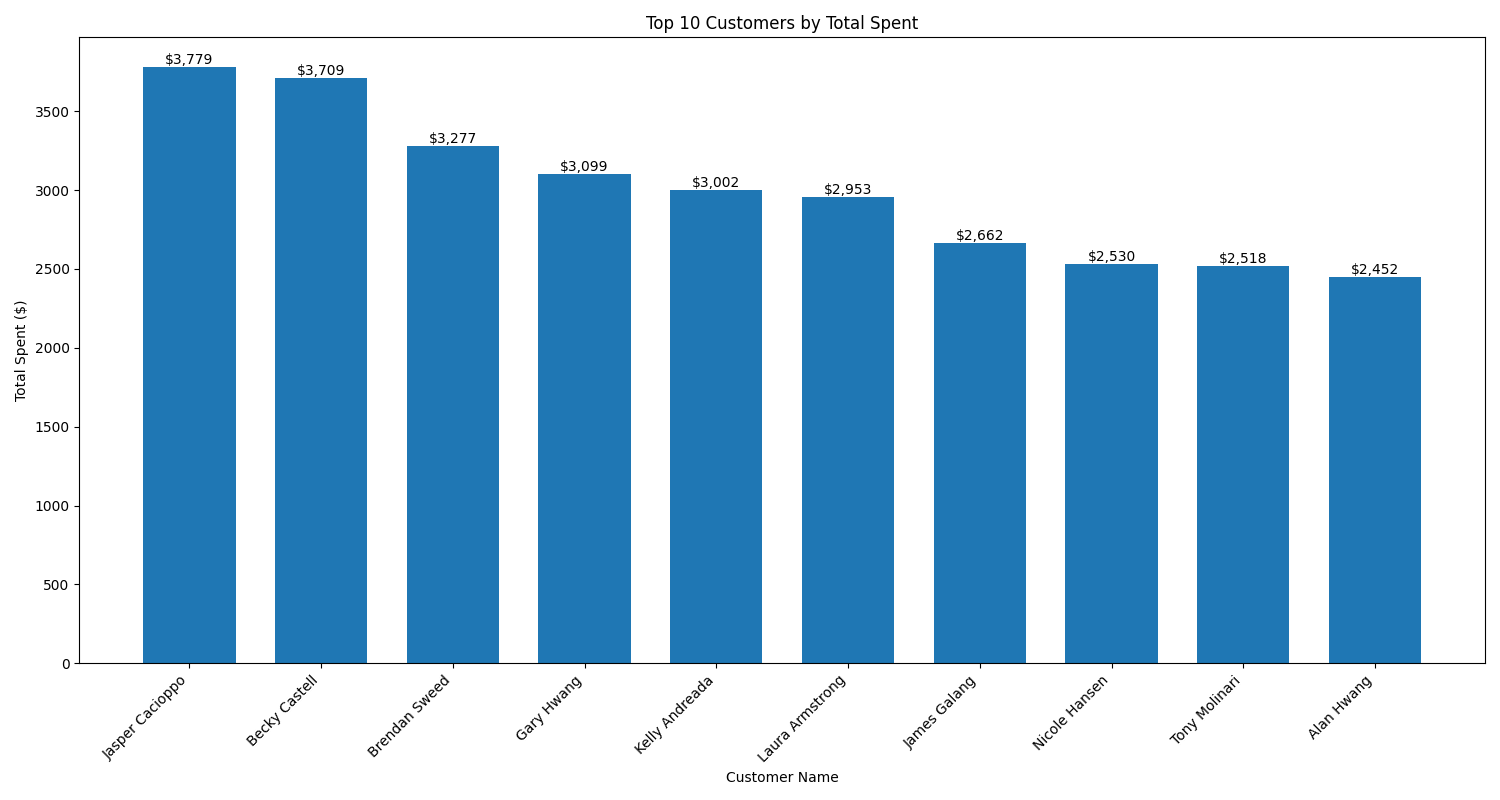 Top 10 Customers by Total Spent
$3,779
$3,709
$3,277
$3,099
$3,002
$2,953
$2,662
$2,530
$2,518
$2,452
3500
3000
2500
2000
1500
1000
500
0
Total Spent ($)
Jasper Cacioppo
Becky Castell
Brendan Sweed
Gary Hwang
Kelly Andreada
Laura Armstrong
James Galang
Nicole Hansen
Tony Molinari
Alan Hwang
Customer Name